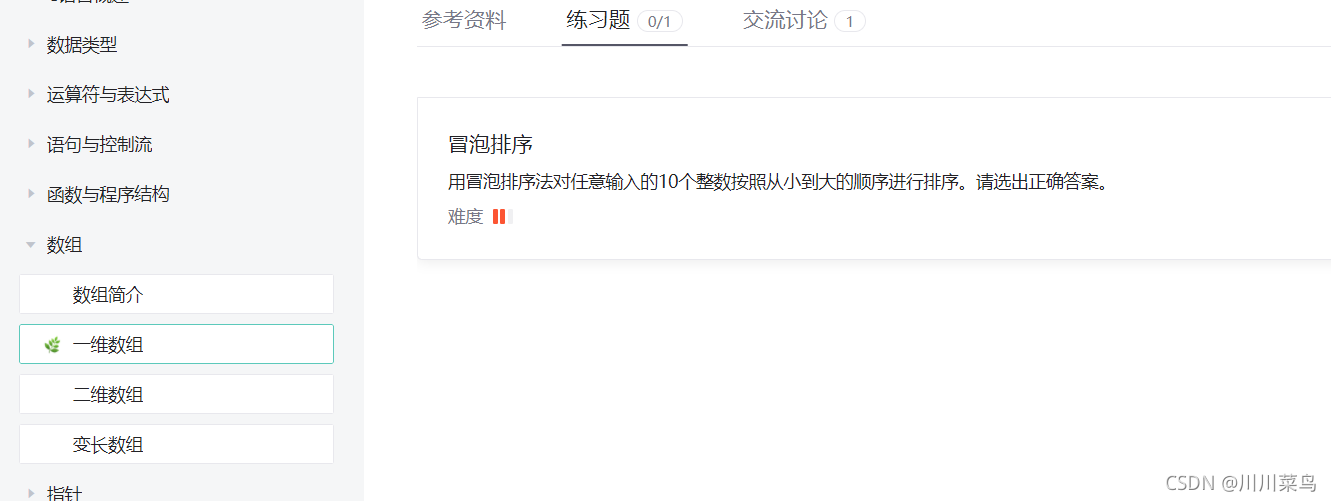 数据类型
运算符与表达式
语句与控制流
函数与程序结构
数组
数组简介
一维数组
二维数组
变长数组
指针
参考资料 练习题 0/1 交流讨论 1
冒泡排序
用冒泡排序法对任意输入的10个整数按照从小到大的顺序进行排序。请选出正确答案。
难度
CSDN @川川菜鸟